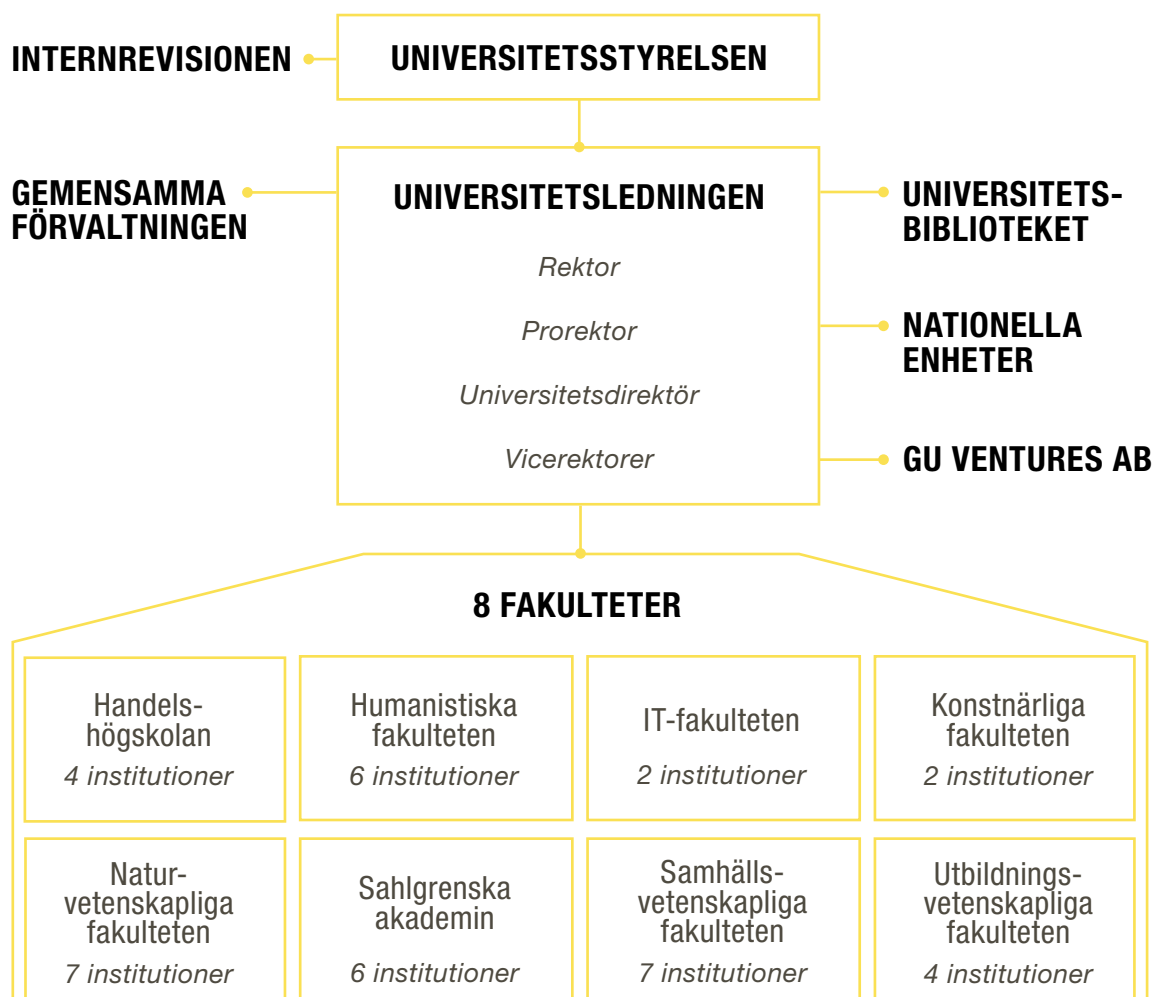 INTERNREVISIONEN
UNIVERSITETSSTYRELSEN
GEMENSAMMA
FÖRVALTNINGEN
UNIVERSITETSLEDNINGEN
Rektor
Prorektor
Universitetsdirektör
Vicerektorer
UNIVERSITETS-
BIBLIOTEKET
NATIONELLA
ENHETER
GU VENTURES AB
8 FAKULTETER
Handels-
högskolan
4 institutioner
Humanistiska
fakulteten
6 institutioner
IT-fakulteten
2 institutioner
Konstnärliga
fakulteten
2 institutioner
Natur-
vetenskapliga
fakulteten
7 institutioner
Sahlgrenska
akademin
6 institutioner
Samhälls-
vetenskapliga
fakulteten
7 institutioner
Utbildnings-
vetenskapliga
fakulteten
4 institutioner